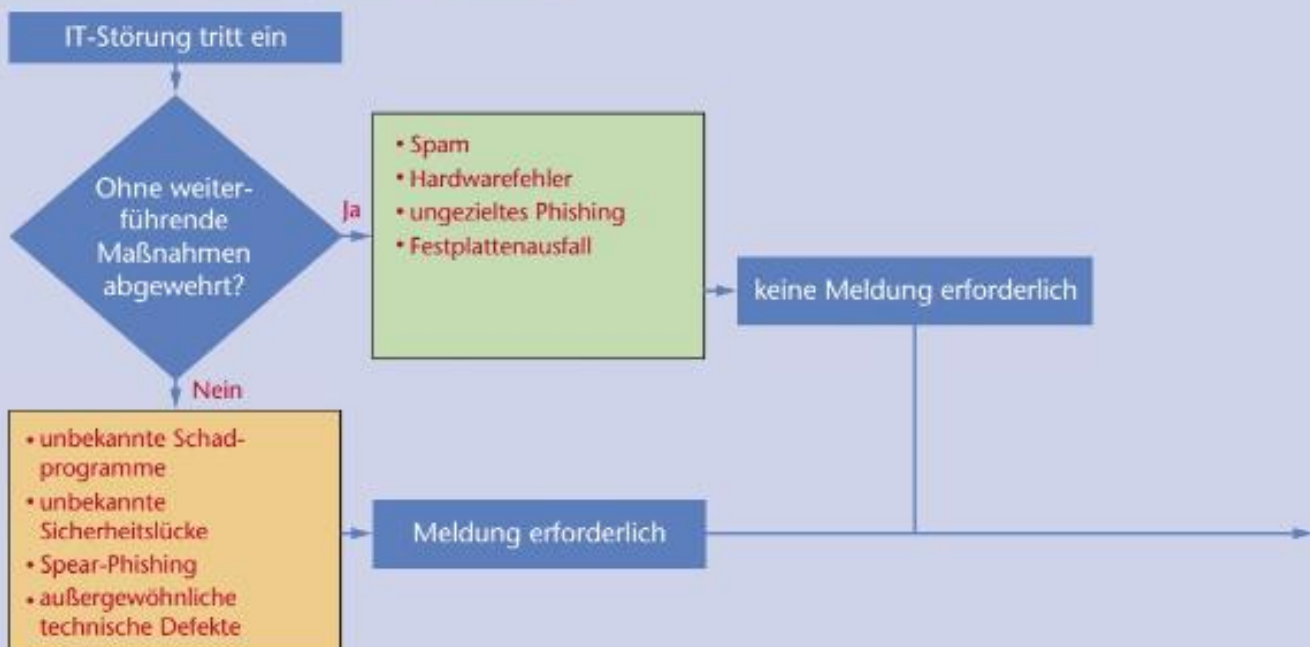 IT-Störung tritt ein
Ohne weiter-
führende
Maßnahmen
abgewehrt?
Ja
• Spam
• Hardwarefehler
• ungezieltes Phishing
• Festplattenausfall
keine Meldung erforderlich
Nein
• unbekannte Schad-
programme
• unbekannte
Sicherheitslücke
• Spear-Phishing
• außergewöhnliche
technische Defekte
Meldung erforderlich